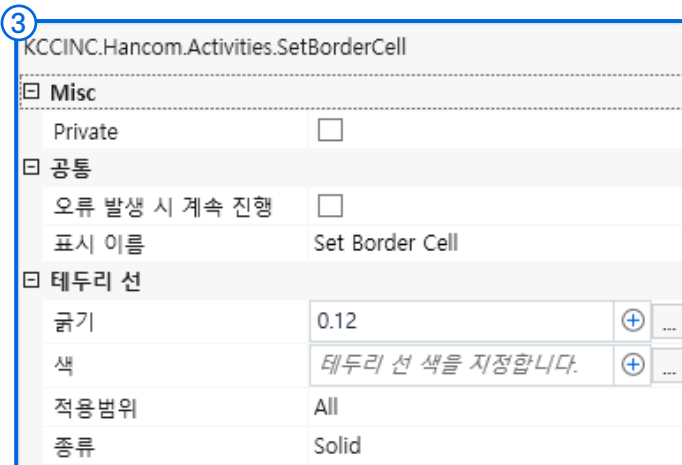 3
KCCINC.Hancom.Activities.SetBorderCell
Misc
Private
공통
오류 발생 시 계속 진행
표시 이름 Set Border Cell
테두리 선
굵기 0.12 ...
색 테두리 선 색을 지정합니다. ...
적용범위 All
종류 Solid